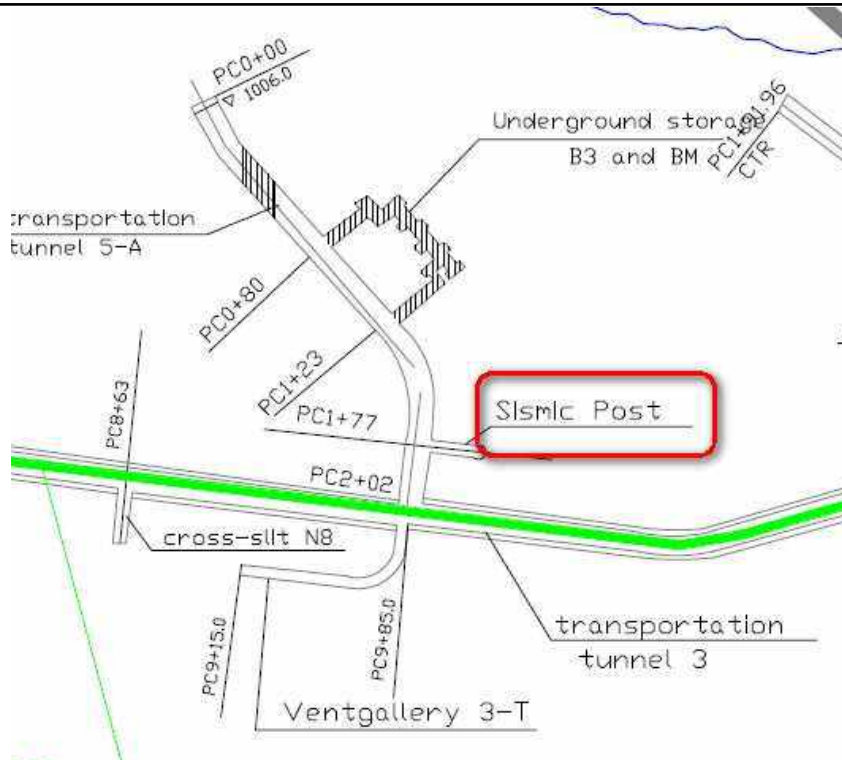 PC0+00
▽ 1006.0
Underground storage
B3 and BM
PC1+91.96
CTR
transportation
tunnel 5-A
PC0+80
PC1+23
PC8+63
PC1+77
Sismic Post
PC2+02
cross-slit N8
PC9+15.0
PC9+85.0
transportation
tunnel 3
Ventgallery 3-T